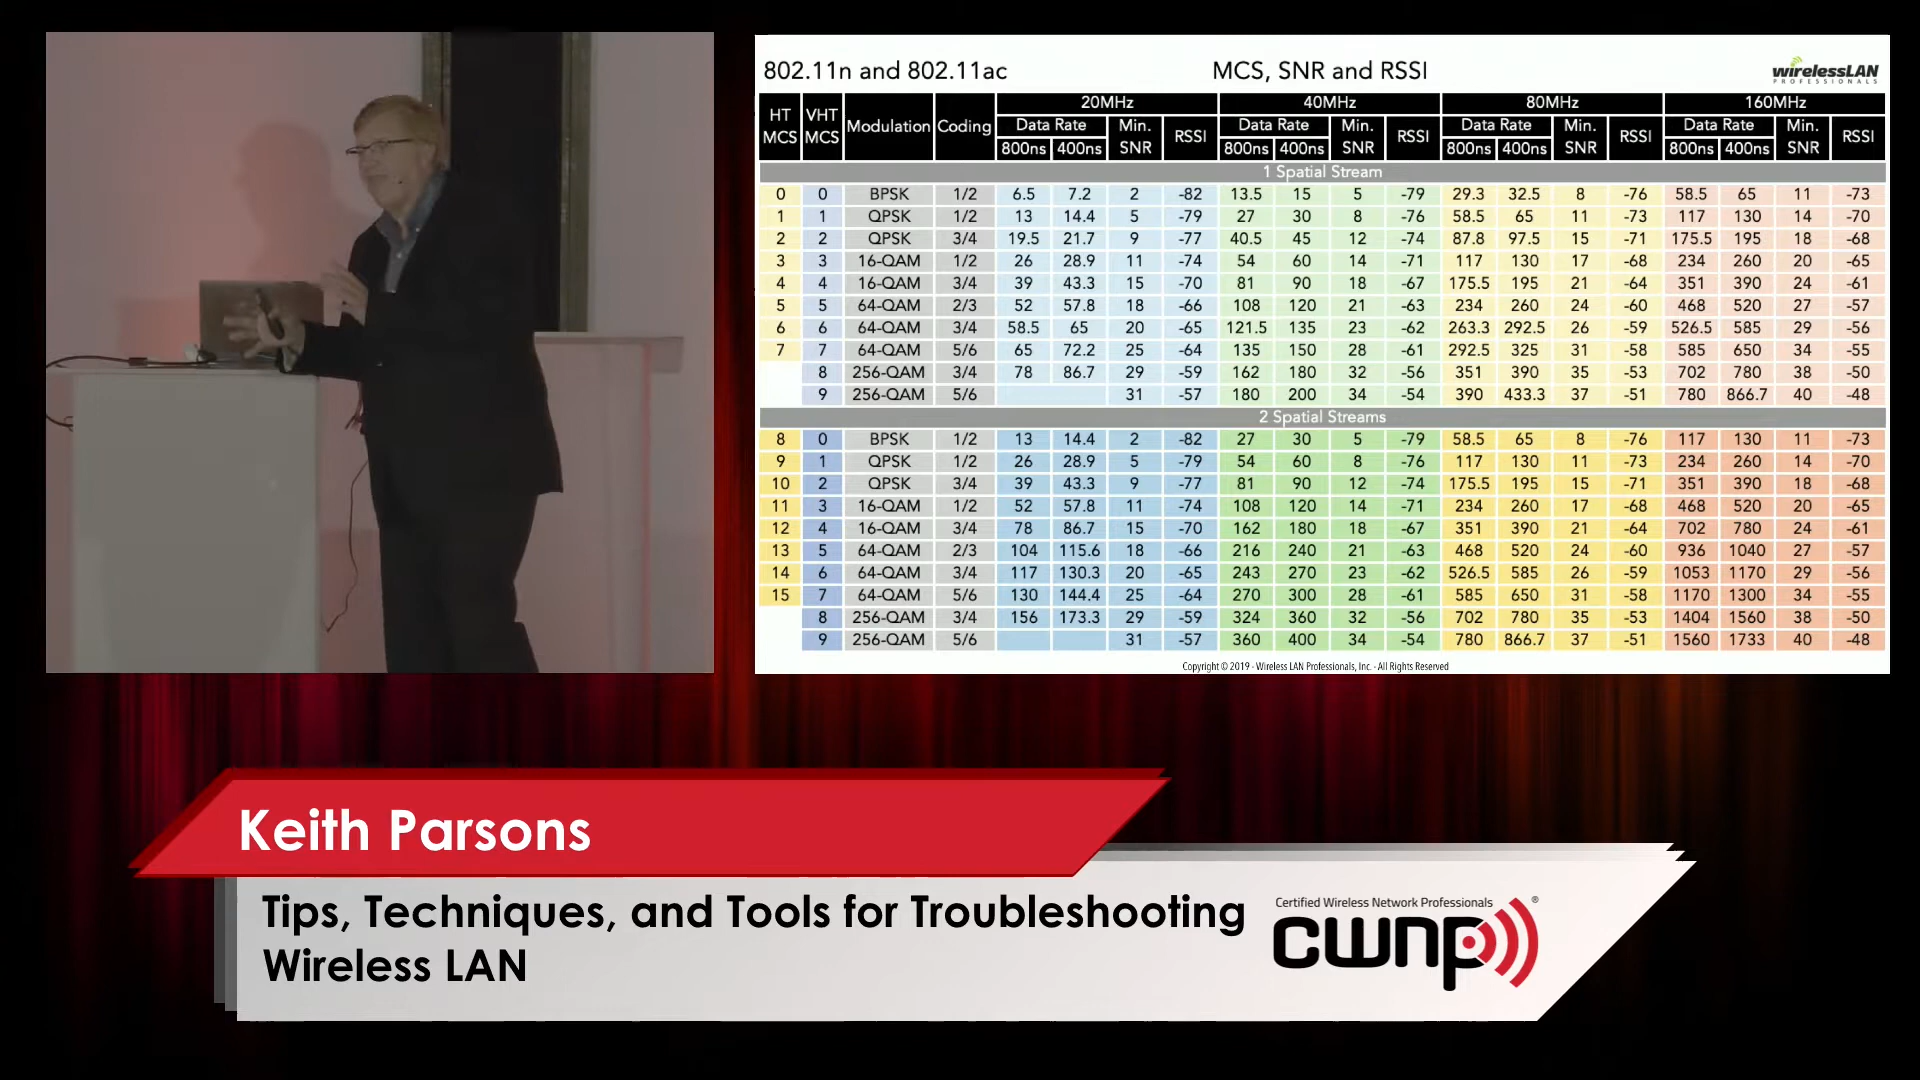 802.11n and 802.11ac MCS, SNR and RSSI wirelessLAN
PROFESSIONALS
HT MCS VHT MCS Modulation Coding 20MHz 40MHz 80MHz 160MHz
Data Rate Min. SNR RSSI Data Rate Min. SNR RSSI Data Rate Min. SNR RSSI Data Rate Min. SNR RSSI
800ns 400ns 800ns 400ns 800ns 400ns 800ns 400ns
1 Spatial Stream
0 0 BPSK 1/2 6.5 7.2 2 -82 13.5 15 5 -79 29.3 32.5 8 -76 58.5 65 11 -73
1 1 QPSK 1/2 13 14.4 5 -79 27 30 8 -76 58.5 65 11 -73 117 130 14 -70
2 2 QPSK 3/4 19.5 21.7 9 -77 40.5 45 12 -74 87.8 97.5 15 -71 175.5 195 18 -68
3 3 16-QAM 1/2 26 28.9 11 -74 54 60 14 -71 117 130 17 -68 234 260 20 -65
4 4 16-QAM 3/4 39 43.3 15 -70 81 90 18 -67 175.5 195 21 -64 351 390 24 -61
5 5 64-QAM 2/3 52 57.8 18 -66 108 120 21 -63 234 260 24 -60 468 520 27 -57
6 6 64-QAM 3/4 58.5 65 20 -65 121.5 135 23 -62 263.3 292.5 26 -59 526.5 585 29 -56
7 7 64-QAM 5/6 65 72.2 25 -64 135 150 28 -61 292.5 325 31 -58 585 650 34 -55
8 256-QAM 3/4 78 86.7 29 -59 162 180 32 -56 351 390 35 -53 702 780 38 -50
9 256-QAM 5/6 31 -57 180 200 34 -54 390 433.3 37 -51 780 866.7 40 -48
2 Spatial Streams
8 0 BPSK 1/2 13 14.4 2 -82 27 30 5 -79 58.5 65 8 -76 117 130 11 -73
9 1 QPSK 1/2 26 28.9 5 -79 54 60 8 -76 117 130 11 -73 234 260 14 -70
10 2 QPSK 3/4 39 43.3 9 -77 81 90 12 -74 175.5 195 15 -71 351 390 18 -68
11 3 16-QAM 1/2 52 57.8 11 -74 108 120 14 -71 234 260 17 -68 468 520 20 -65
12 4 16-QAM 3/4 78 86.7 15 -70 162 180 18 -67 351 390 21 -64 702 780 24 -61
13 5 64-QAM 2/3 104 115.6 18 -66 216 240 21 -63 468 520 24 -60 936 1040 27 -57
14 6 64-QAM 3/4 117 130.3 20 -65 243 270 23 -62 526.5 585 26 -59 1053 1170 29 -56
15 7 64-QAM 5/6 130 144.4 25 -64 270 300 28 -61 585 650 31 -58 1170 1300 34 -55
8 256-QAM 3/4 156 173.3 29 -59 324 360 32 -56 702 780 35 -53 1404 1560 38 -50
9 256-QAM 5/6 31 -57 360 400 34 -54 780 866.7 37 -51 1560 1733 40 -48
Copyright © 2019 - Wireless LAN Professionals, Inc. - All Rights Reserved
Keith Parsons
Tips, Techniques, and Tools for Troubleshooting
Wireless LAN
Certified Wireless Network Professionals
cwnp®